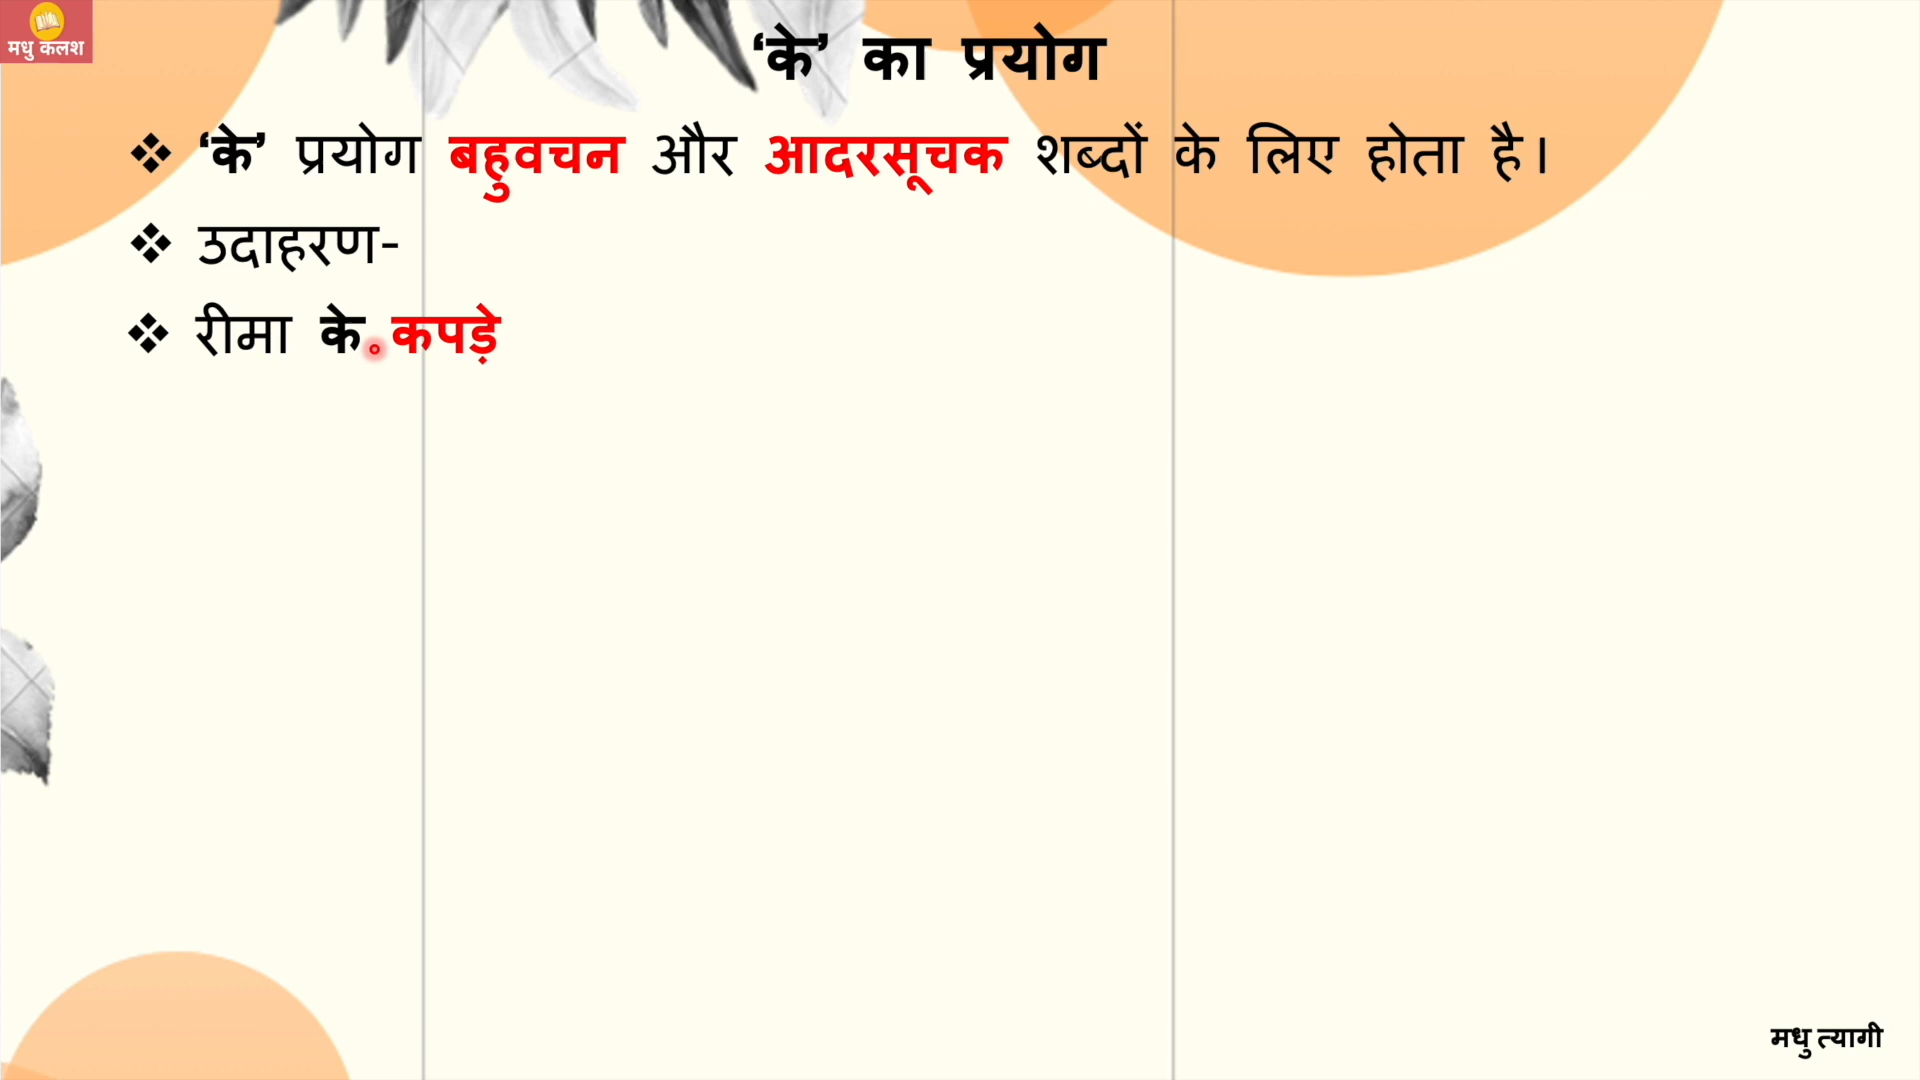 मधु कलश
‘के’ का प्रयोग
❖ ‘के’ प्रयोग बहुवचन और आदरसूचक शब्दों के लिए होता है।
❖ उदाहरण-
❖ रीमा के कपड़े
मधु त्यागी